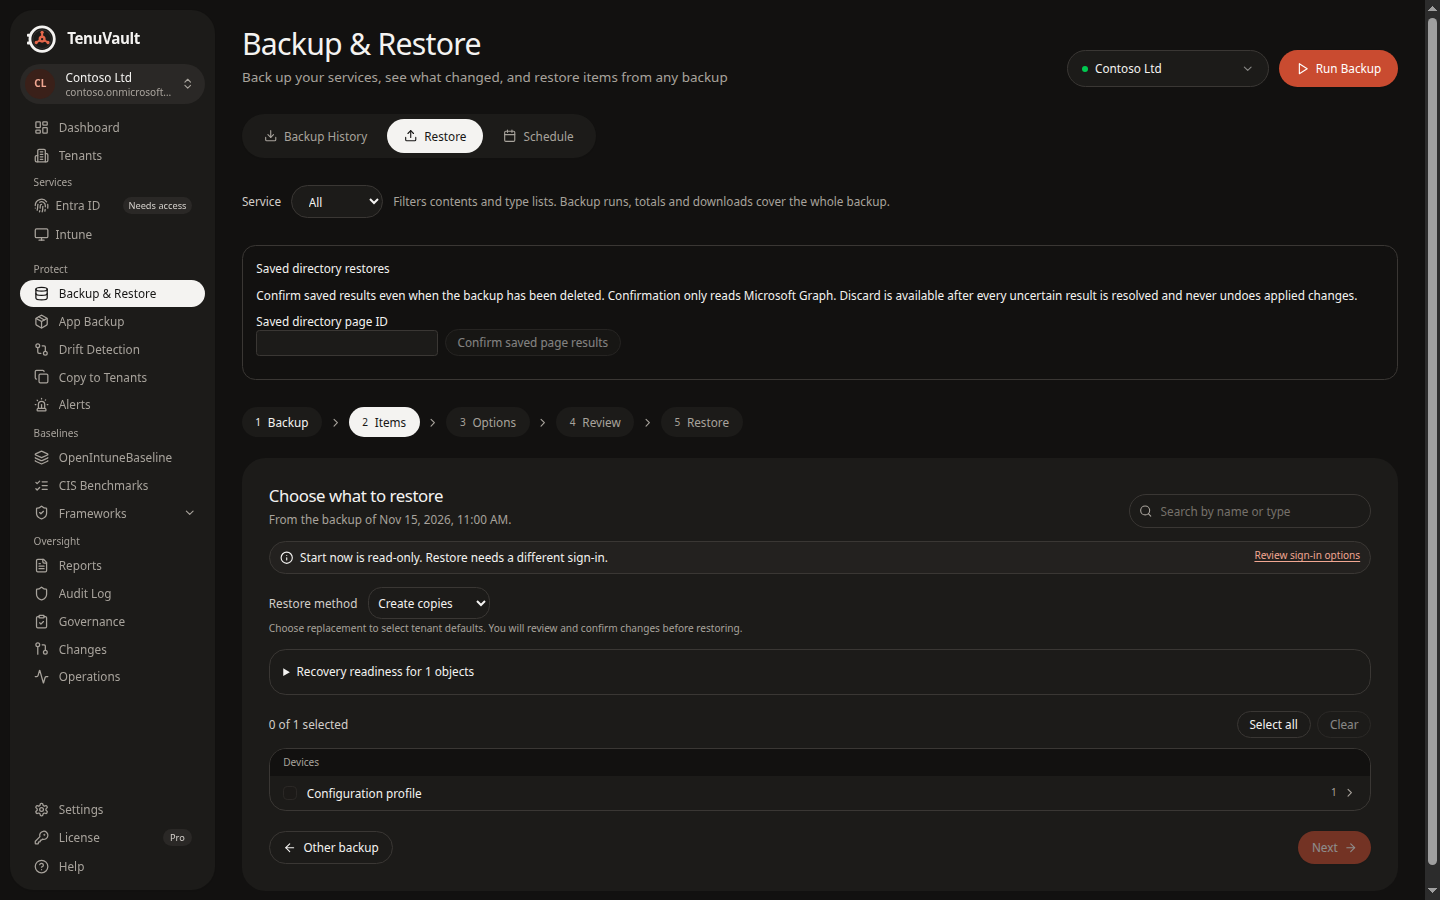 TenuVault
CL
Contoso Ltd
contoso.onmicrosoft...
Dashboard
Tenants
Services
Entra ID
Needs access
Intune
Protect
Backup & Restore
App Backup
Drift Detection
Copy to Tenants
Alerts
Baselines
OpenIntuneBaseline
CIS Benchmarks
Frameworks
Oversight
Reports
Audit Log
Governance
Changes
Operations
Settings
License
Pro
Help
Backup & Restore
Back up your services, see what changed, and restore items from any backup
Contoso Ltd
Run Backup
Backup History
Restore
Schedule
Service
All
Filters contents and type lists. Backup runs, totals and downloads cover the whole backup.
Saved directory restores
Confirm saved results even when the backup has been deleted. Confirmation only reads Microsoft Graph. Discard is available after every uncertain result is resolved and never undoes applied changes.
Saved directory page ID
Confirm saved page results
1 Backup
2 Items
3 Options
4 Review
5 Restore
Choose what to restore
From the backup of Nov 15, 2026, 11:00 AM.
Search by name or type
Start now is read-only. Restore needs a different sign-in.
Review sign-in options
Restore method
Create copies
Choose replacement to select tenant defaults. You will review and confirm changes before restoring.
Recovery readiness for 1 objects
0 of 1 selected
Select all
Clear
Devices
Configuration profile
1
Other backup
Next